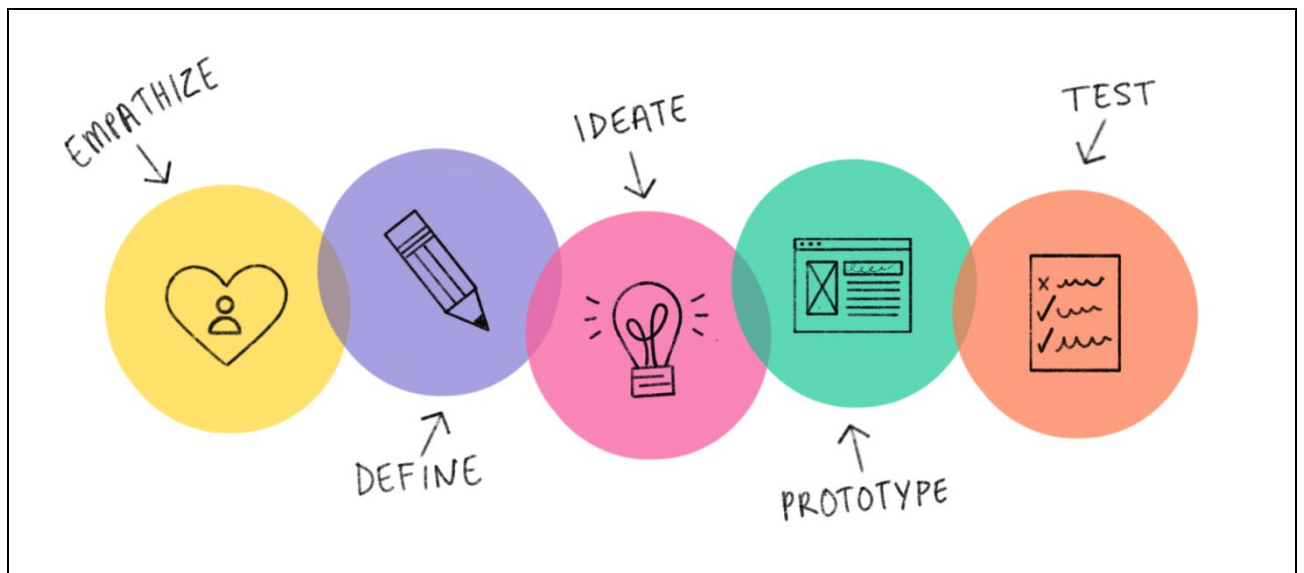 EMPATHIZE
DEFINE
IDEATE
PROTOTYPE
TEST